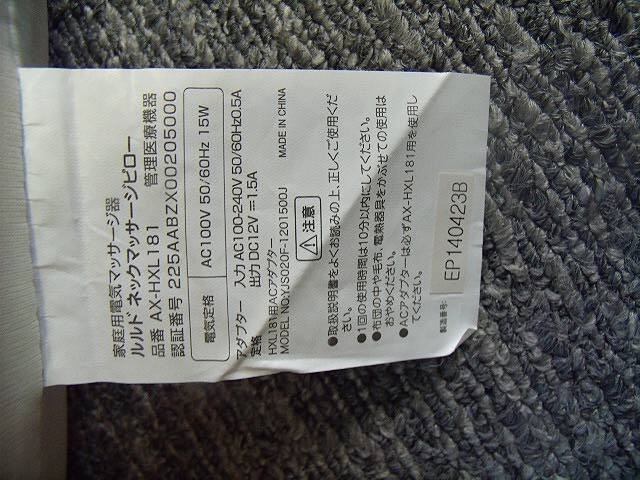 家庭用電気マッサージ器
ルルド ネックマッサージピロー
品番 AX-HXL181 管理医療機器
認証番号 225AABZX00205000
電気定格 AC100V 50/60Hz 15W
アダプター 入力 AC100-240V 50/60Hz0.5A
定格 出力 DC12V⎓1.5A
HXL181用ACアダプター
MODEL NO.:YJS020F-1201500J MADE IN CHINA
⚠注意
●取扱説明書をよくお読みの上、正しくご使用くだ
さい。
●1回の使用時間は10分以内にしてください。
●布団の中や毛布、電熱器具をかぶせての使用は
おやめください。
●ACアダプターは必ずAX-HXL181用を使用し
てください。
製造番号: EP140423B